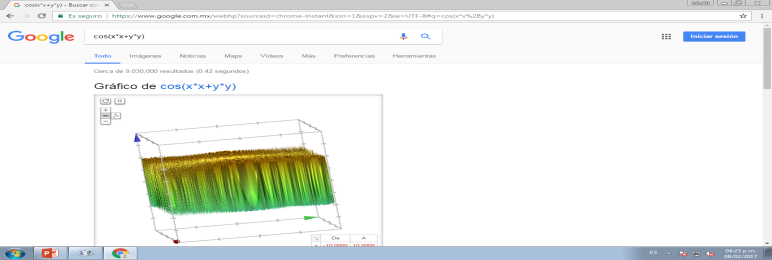 cos(x*x+y*y) - Buscar co
Es seguro | https://www.google.com.mx/webhp?sourceid=chrome-instant&ion=1&espv=2&ie=UTF-8#q=cos(x*x%2By*y)
Google cos(x*x+y*y) Iniciar sesión
Todo Imágenes Noticias Maps Vídeos Más Preferencias Herramientas
Cerca de 9,030,000 resultados (0.42 segundos)
Gráfico de cos(x*x+y*y)
De A
x -10.0000 10.0000
ES 04:23 p.m.
08/02/2017